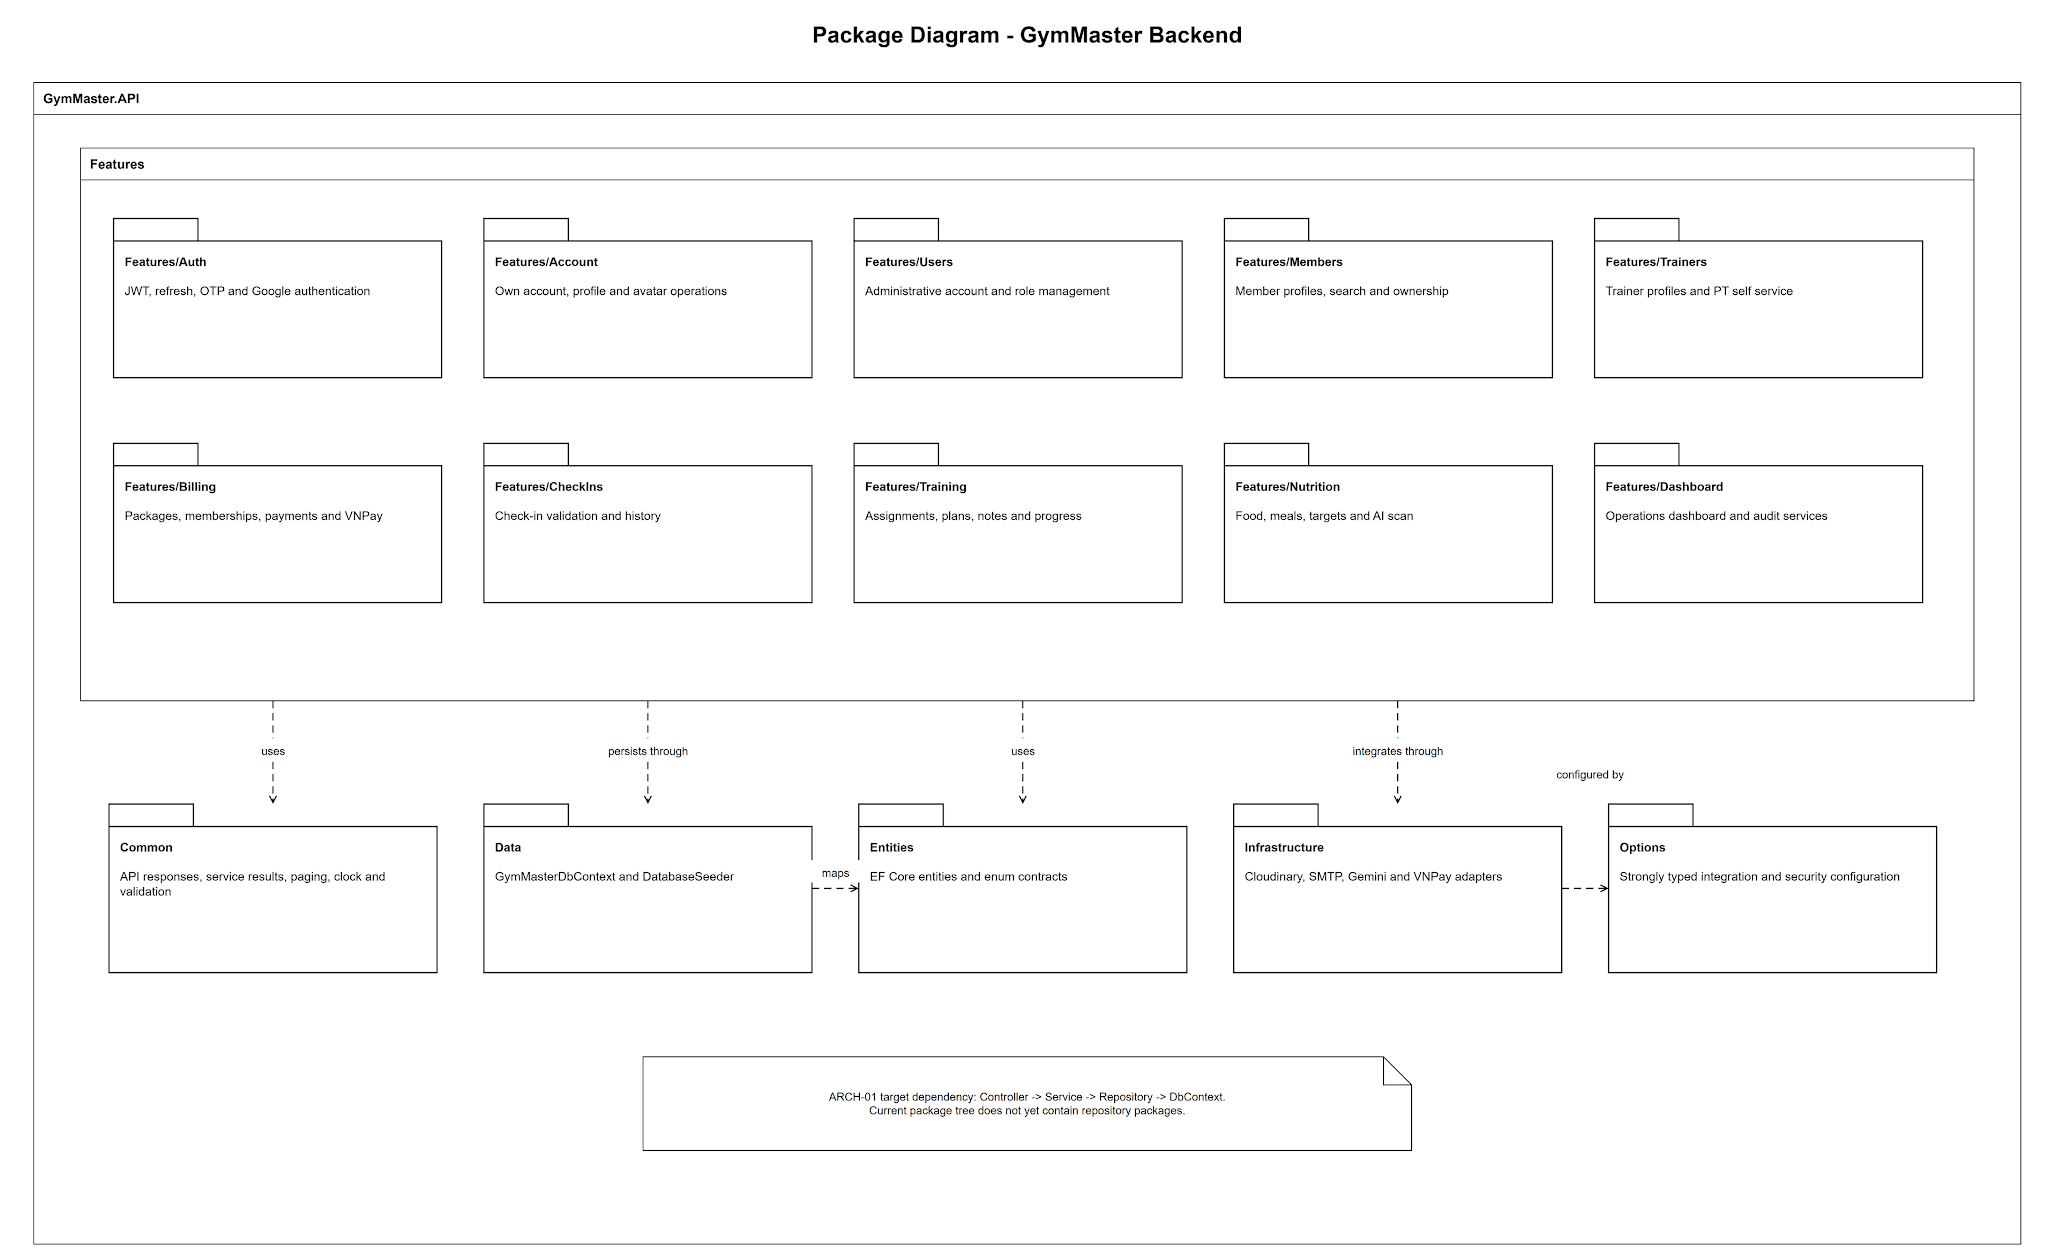 Package Diagram - GymMaster Backend
GymMaster.API
Features
Features/Auth
JWT, refresh, OTP and Google authentication
Features/Account
Own account, profile and avatar operations
Features/Users
Administrative account and role management
Features/Members
Member profiles, search and ownership
Features/Trainers
Trainer profiles and PT self service
Features/Billing
Packages, memberships, payments and VNPay
Features/CheckIns
Check-in validation and history
Features/Training
Assignments, plans, notes and progress
Features/Nutrition
Food, meals, targets and AI scan
Features/Dashboard
Operations dashboard and audit services
uses
persists through
uses
integrates through
configured by
Common
API responses, service results, paging, clock and
validation
Data
GymMasterDbContext and DatabaseSeeder
maps
Entities
EF Core entities and enum contracts
Infrastructure
Cloudinary, SMTP, Gemini and VNPay adapters
Options
Strongly typed integration and security configuration
ARCH-01 target dependency: Controller -> Service -> Repository -> DbContext.
Current package tree does not yet contain repository packages.